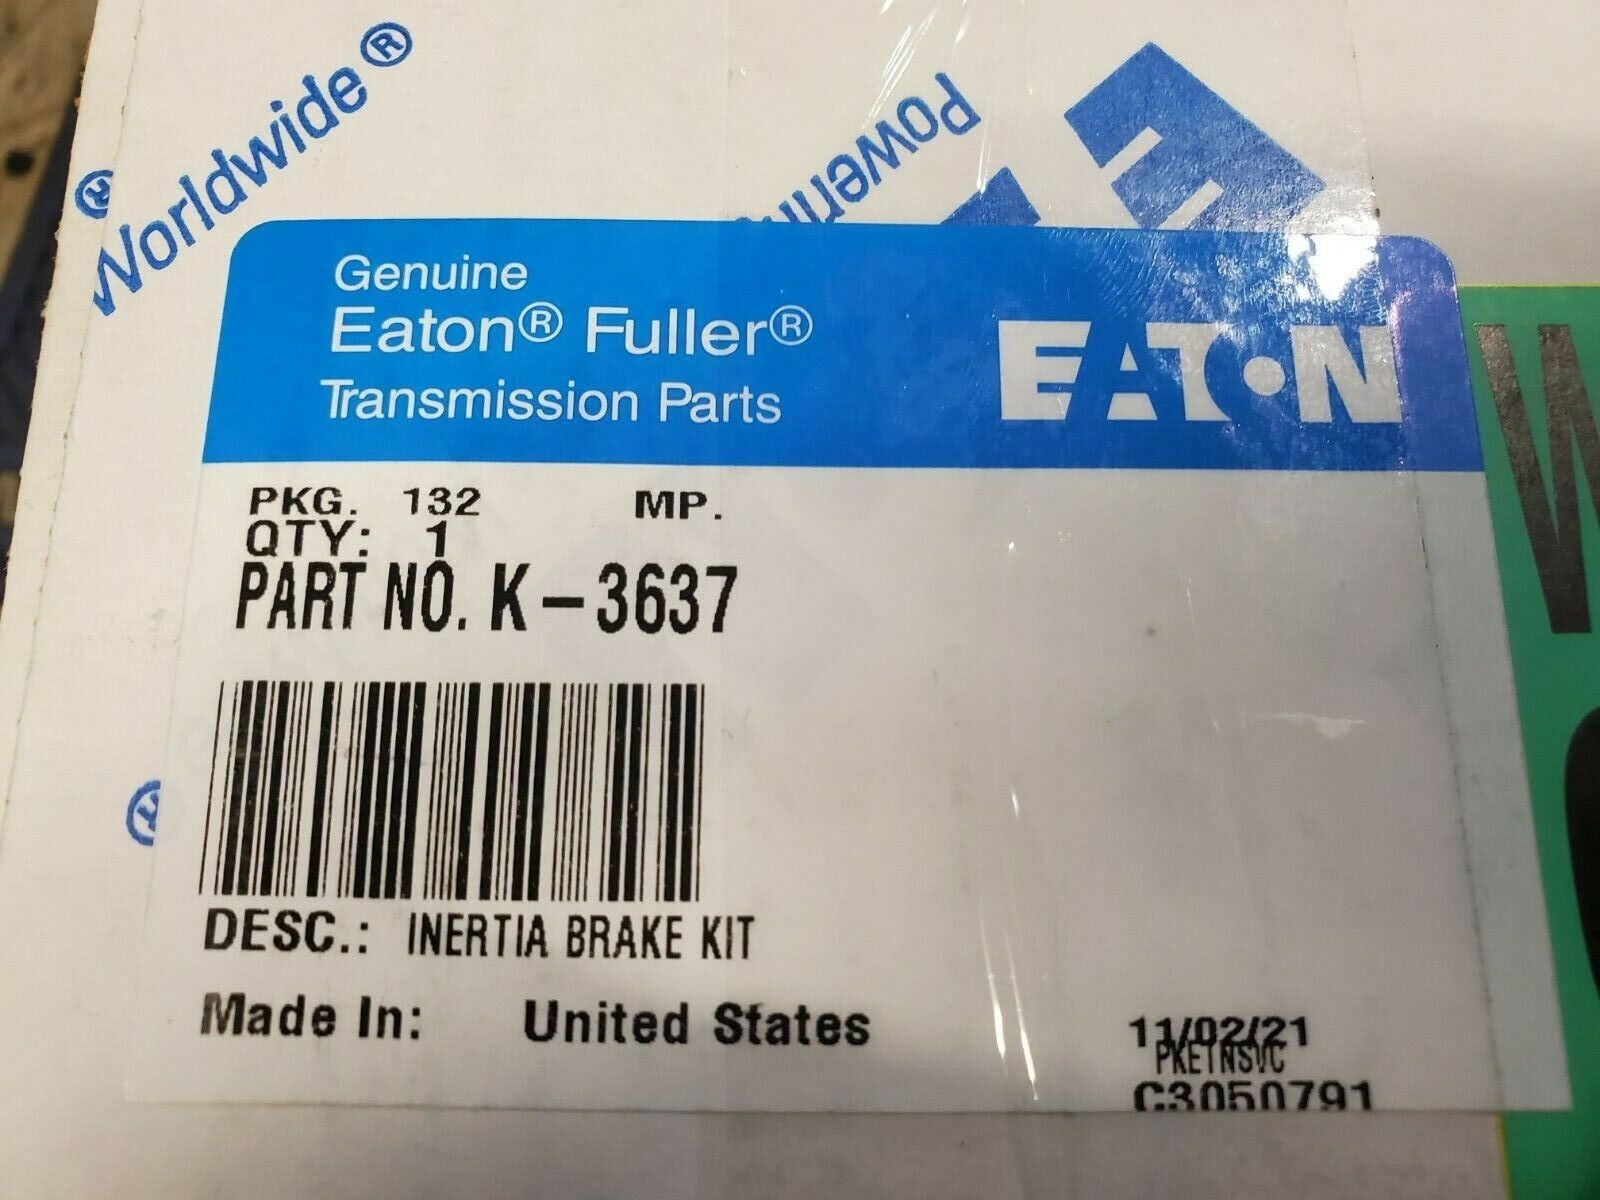 Worldwide®
Powerin
Genuine
Eaton® Fuller®
Transmission Parts
EATON
PKG. 132 MP.
QTY: 1
PART NO. K-3637
DESC.: INERTIA BRAKE KIT
Made In: United States
11/02/21
PKETNSVC
C3050791